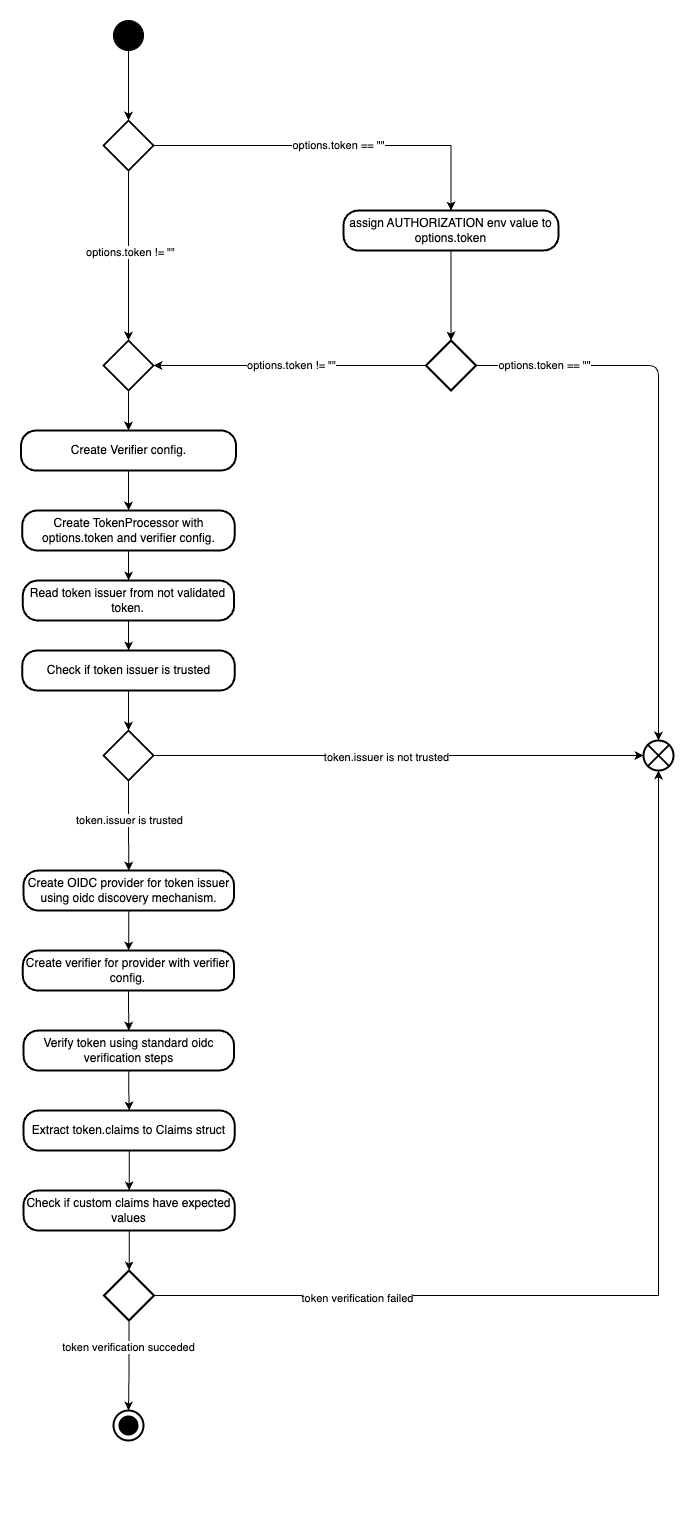 options.token == ""
assign AUTHORIZATION env value to
options.token
options.token != ""
options.token != ""
options.token == ""
Create Verifier config.
Create TokenProcessor with
options.token and verifier config.
Read token issuer from not validated
token.
Check if token issuer is trusted
token.issuer is not trusted
token.issuer is trusted
Create OIDC provider for token issuer
using oidc discovery mechanism.
Create verifier for provider with verifier
config.
Verify token using standard oidc
verification steps
Extract token.claims to Claims struct
Check if custom claims have expected
values
token verification failed
token verification succeded